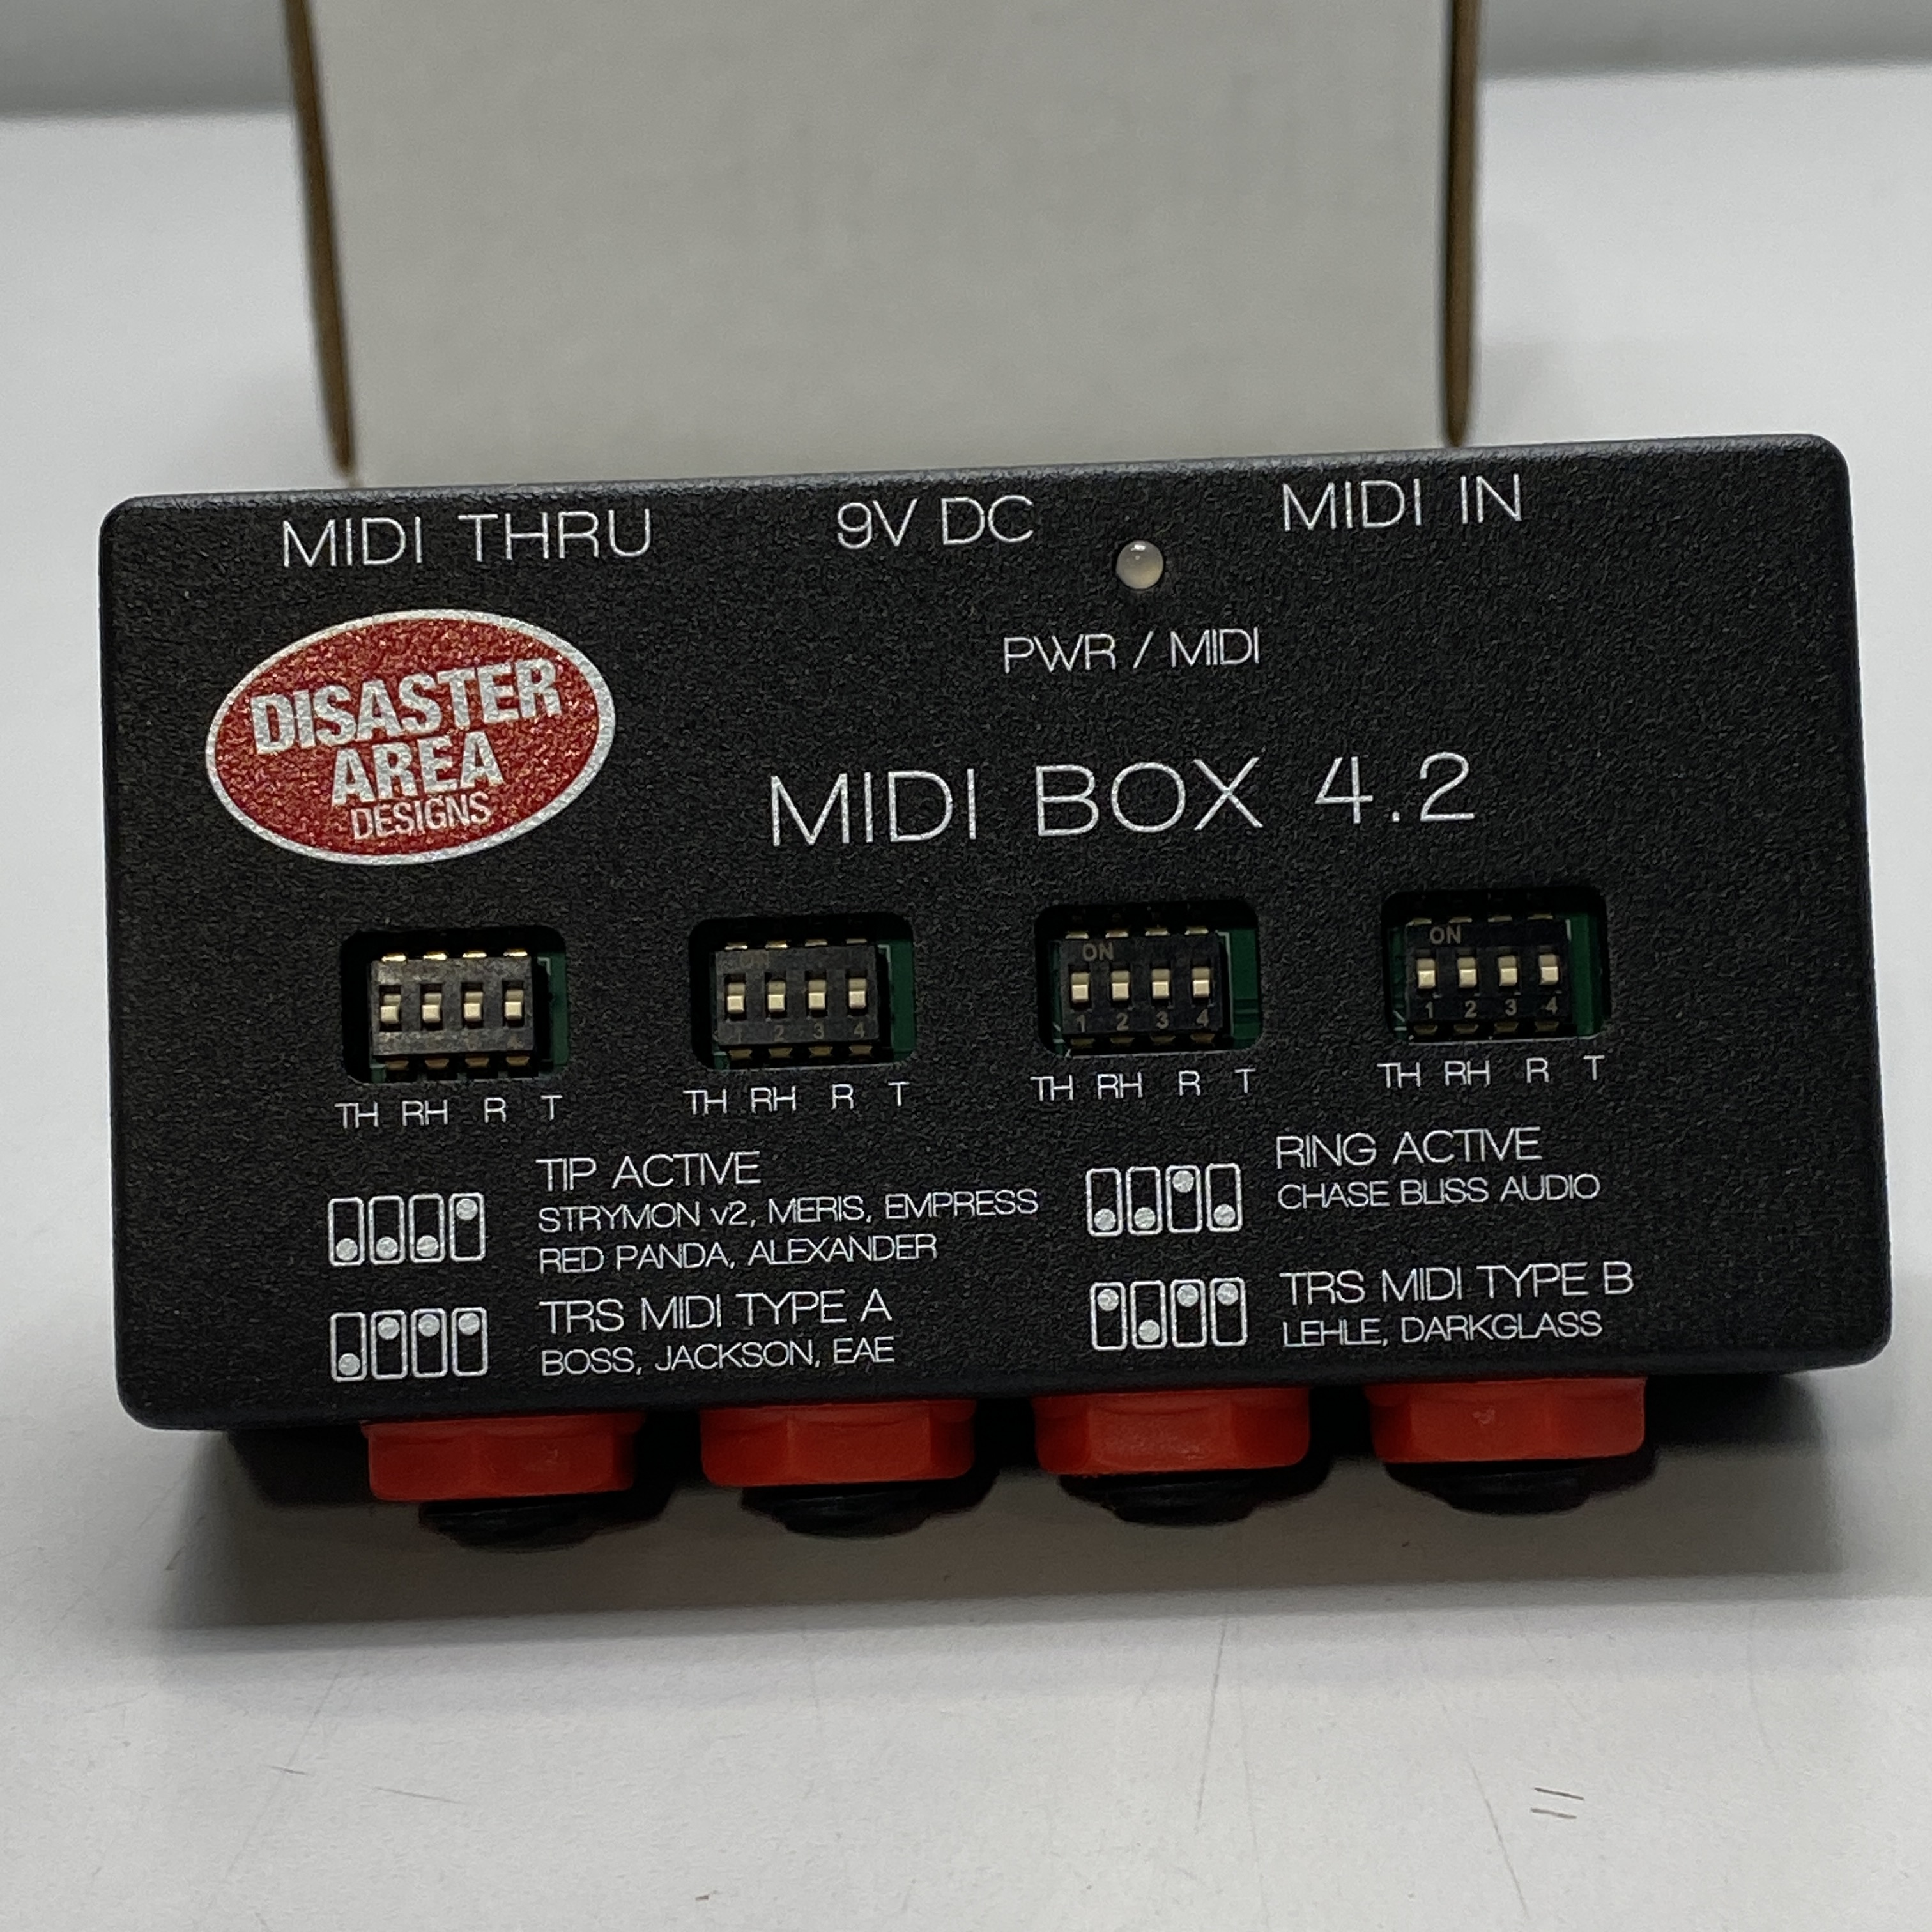 MIDI THRU
9V DC
MIDI IN
PWR / MIDI
DISASTER
AREA
DESIGNS
MIDI BOX 4.2
ON
ON
1 2 3 4
1 2 3 4
1 2 3 4
TH RH R T
TH RH R T
TH RH R T
TH RH R T
TIP ACTIVE
STRYMON v2, MERIS, EMPRESS
RED PANDA, ALEXANDER
RING ACTIVE
CHASE BLISS AUDIO
TRS MIDI TYPE A
BOSS, JACKSON, EAE
TRS MIDI TYPE B
LEHLE, DARKGLASS